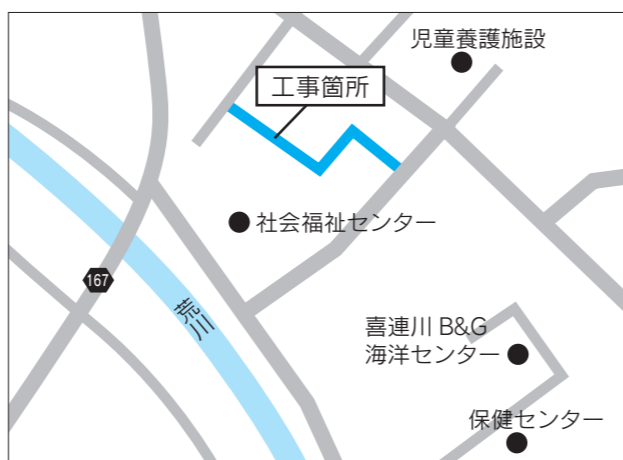 児童養護施設
工事箇所
社会福祉センター
167
荒川
喜連川 B&G
海洋センター
保健センター